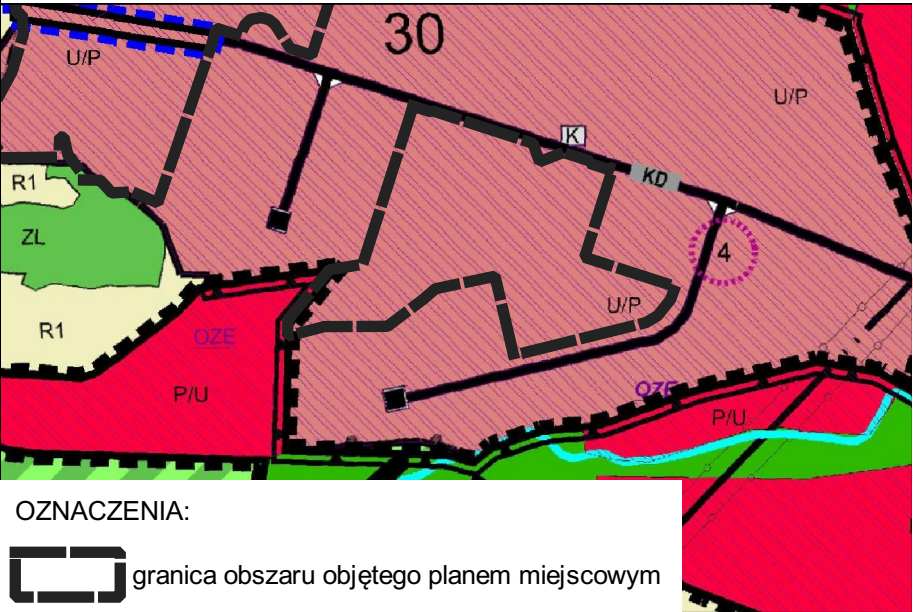 30
U/P
U/P
K
KD
R1
ZL
4
U/P
R1
OZE
P/U
OZE
P/U
OZNACZENIA:
granica obszaru objętego planem miejscowym